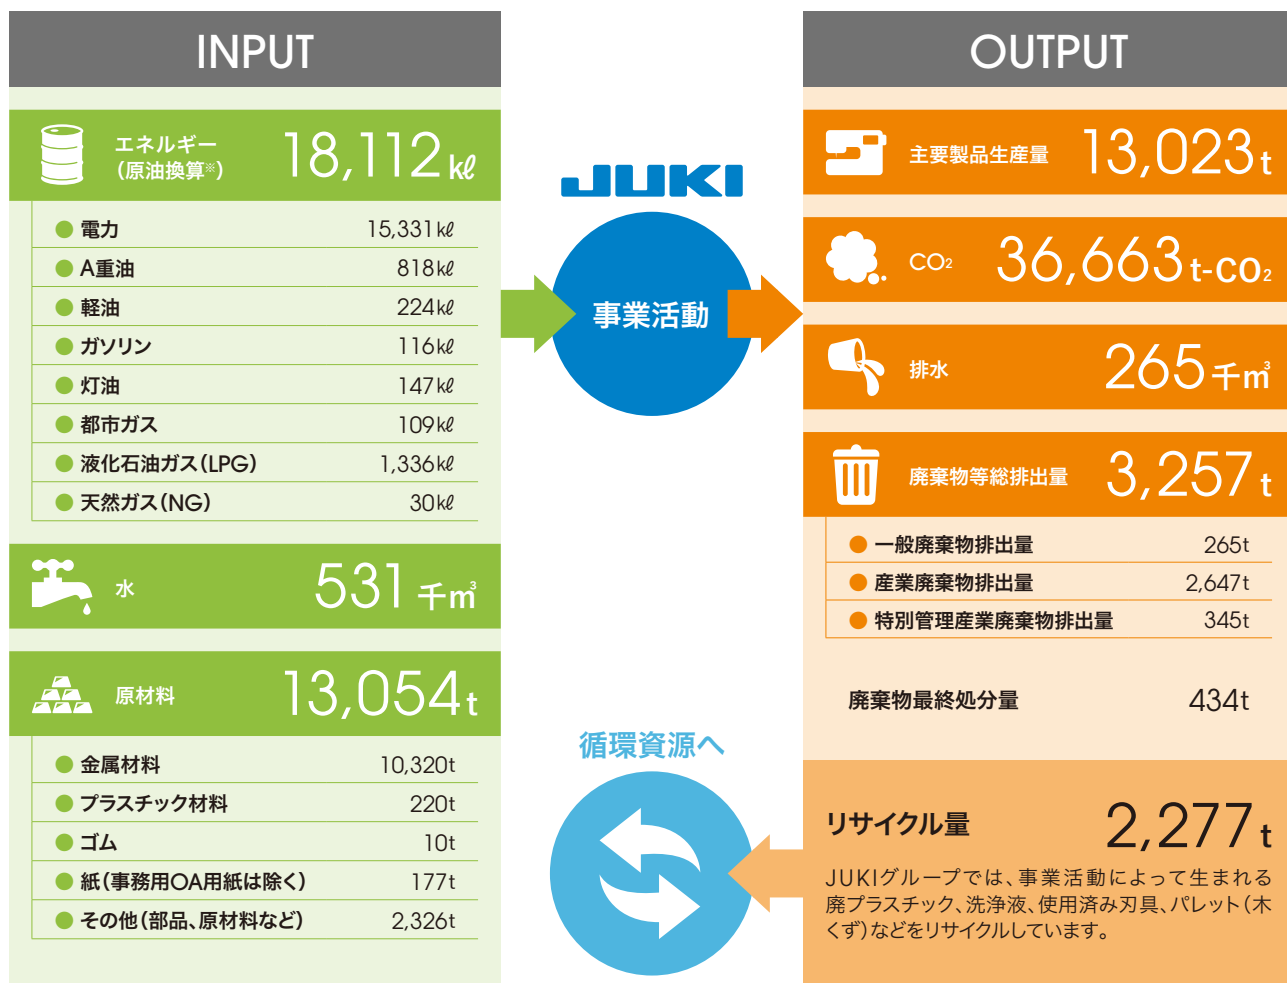 INPUT
エネルギー
（原油換算※）
18,112kℓ
電力 15,331kℓ
A重油 818kℓ
軽油 224kℓ
ガソリン 116kℓ
灯油 147kℓ
都市ガス 109kℓ
液化石油ガス（LPG） 1,336kℓ
天然ガス（NG） 30kℓ
水 531千㎥
原材料 13,054t
金属材料 10,320t
プラスチック材料 220t
ゴム 10t
紙（事務用OA用紙は除く） 177t
その他（部品、原材料など） 2,326t
JUKI
事業活動
循環資源へ
OUTPUT
主要製品生産量 13,023t
CO₂ 36,663t-CO₂
排水 265千㎥
廃棄物等総排出量 3,257t
一般廃棄物排出量 265t
産業廃棄物排出量 2,647t
特別管理産業廃棄物排出量 345t
廃棄物最終処分量 434t
リサイクル量 2,277t
JUKIグループでは、事業活動によって生まれる
廃プラスチック、洗浄液、使用済み刃具、パレット（木
くず）などをリサイクルしています。